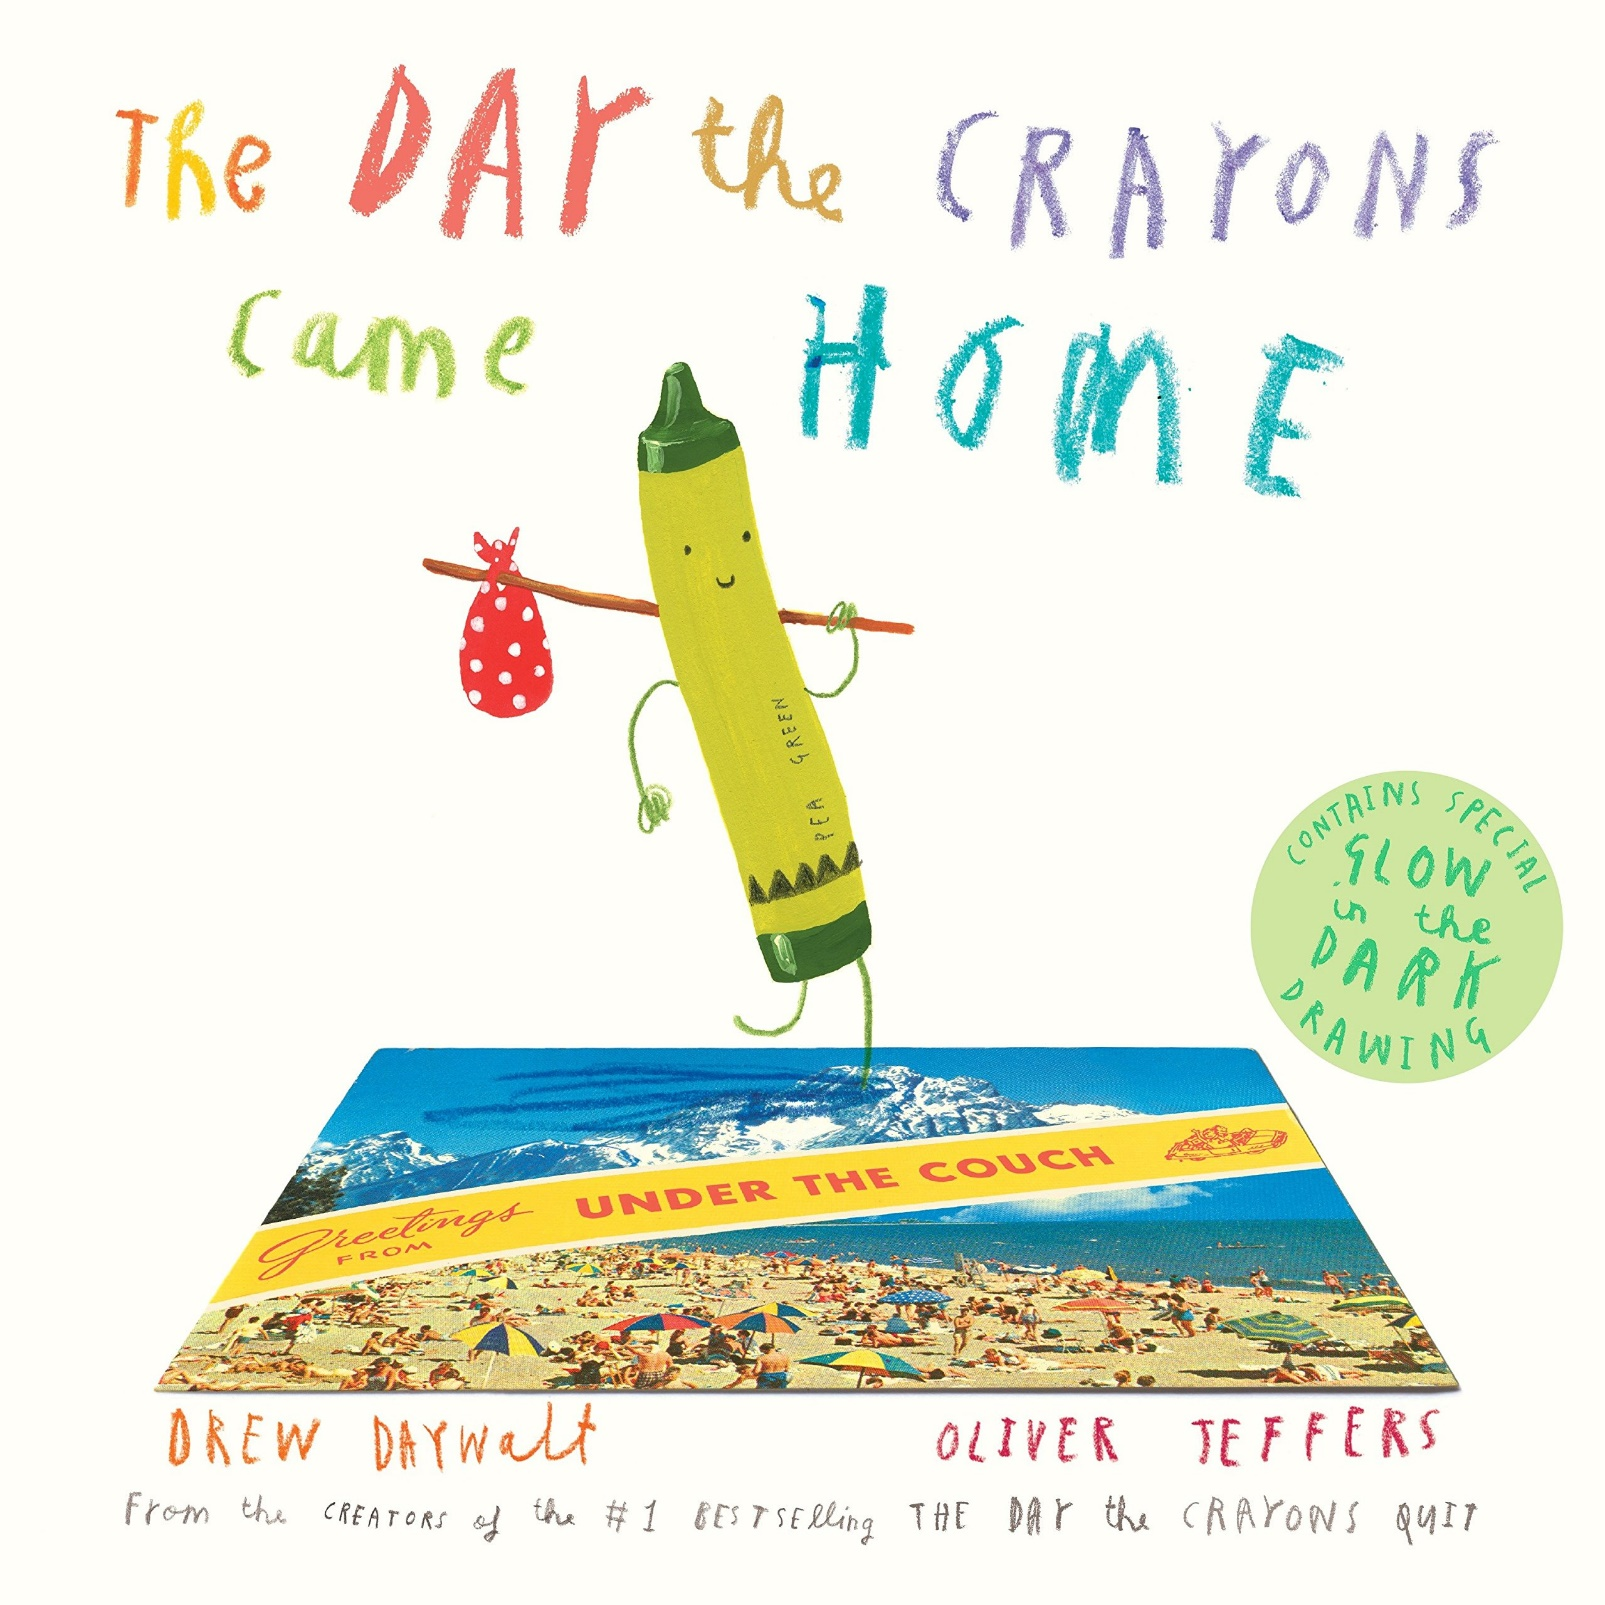 The DAY the CRAYONS
came HOME
PEA GREEN
CONTAINS SPECIAL
GLOW
in the
DARK
DRAWING
Greetings FROM UNDER THE COUCH
DREW DAYWalt
OLIVER JEFFERS
From the CREATORS of the #1 BESTSElling THE DAY the CRAYONS QUIT